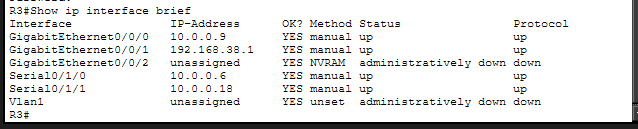 R3#Show ip interface brief
Interface IP-Address OK? Method Status Protocol
GigabitEthernet0/0/0 10.0.0.9 YES manual up up
GigabitEthernet0/0/1 192.168.38.1 YES manual up up
GigabitEthernet0/0/2 unassigned YES NVRAM administratively down down
Serial0/1/0 10.0.0.6 YES manual up up
Serial0/1/1 10.0.0.18 YES manual up up
Vlan1 unassigned YES unset administratively down down
R3#